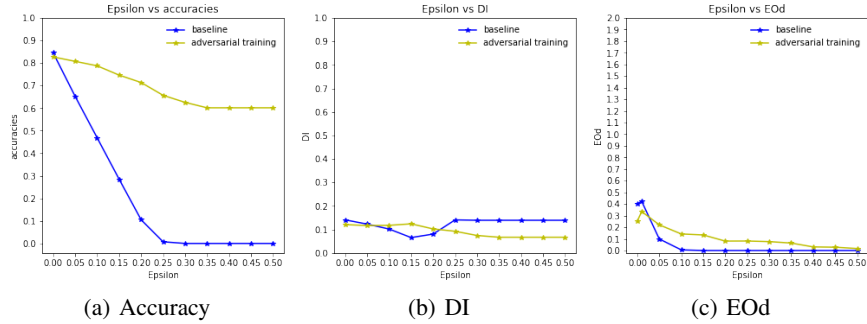 Epsilon vs accuracies
baseline
adversarial training
1.0
0.9
0.8
0.7
0.6
0.5
0.4
0.3
0.2
0.1
0.0
accuracies
0.00 0.05 0.10 0.15 0.20 0.25 0.30 0.35 0.40 0.45 0.50
Epsilon
(a) Accuracy
Epsilon vs DI
baseline
adversarial training
1.0
0.9
0.8
0.7
0.6
0.5
0.4
0.3
0.2
0.1
0.0
DI
0.00 0.05 0.10 0.15 0.20 0.25 0.30 0.35 0.40 0.45 0.50
Epsilon
(b) DI
Epsilon vs EOd
baseline
adversarial training
2.0
1.9
1.8
1.7
1.6
1.5
1.4
1.3
1.2
1.1
1.0
0.9
0.8
0.7
0.6
0.5
0.4
0.3
0.2
0.1
0.0
EOd
0.00 0.05 0.10 0.15 0.20 0.25 0.30 0.35 0.40 0.45 0.50
Epsilon
(c) EOd